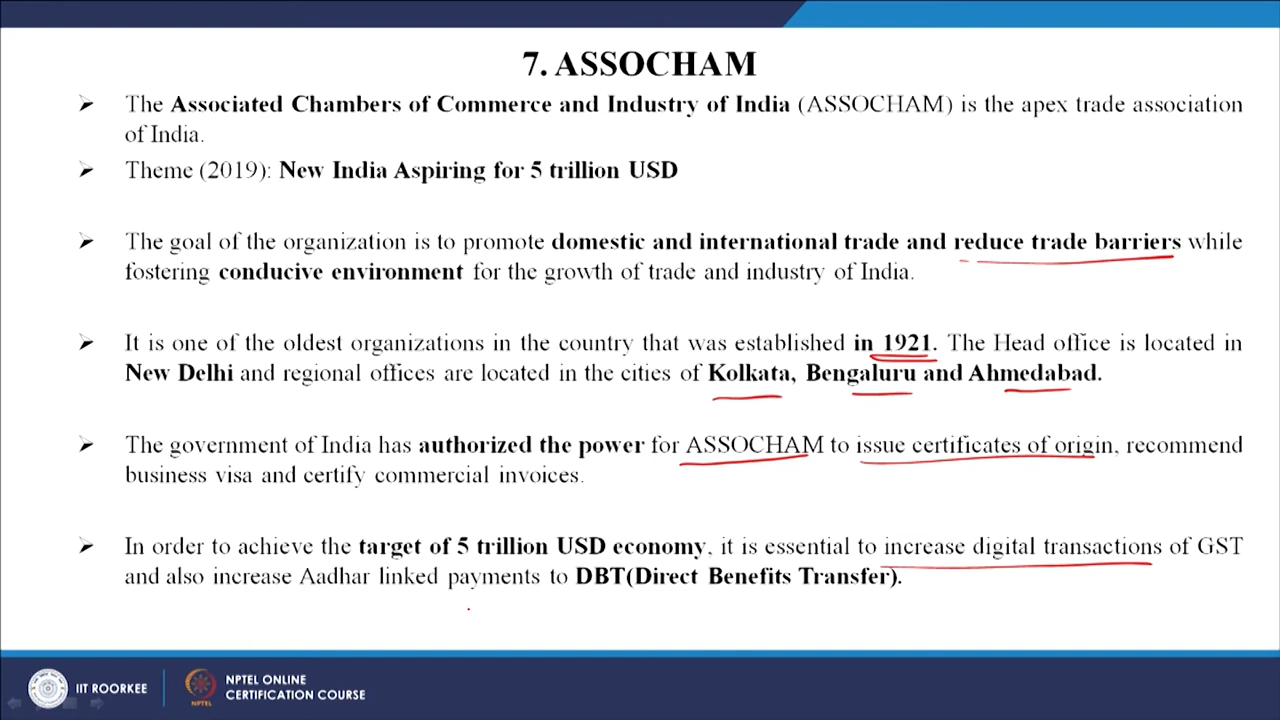 7. ASSOCHAM
➢ The Associated Chambers of Commerce and Industry of India (ASSOCHAM) is the apex trade association
of India.
➢ Theme (2019): New India Aspiring for 5 trillion USD
➢ The goal of the organization is to promote domestic and international trade and reduce trade barriers while
fostering conducive environment for the growth of trade and industry of India.
➢ It is one of the oldest organizations in the country that was established in 1921. The Head office is located in
New Delhi and regional offices are located in the cities of Kolkata, Bengaluru and Ahmedabad.
➢ The government of India has authorized the power for ASSOCHAM to issue certificates of origin, recommend
business visa and certify commercial invoices.
➢ In order to achieve the target of 5 trillion USD economy, it is essential to increase digital transactions of GST
and also increase Aadhar linked payments to DBT(Direct Benefits Transfer).
IIT ROORKEE
NPTEL
NPTEL ONLINE
CERTIFICATION COURSE